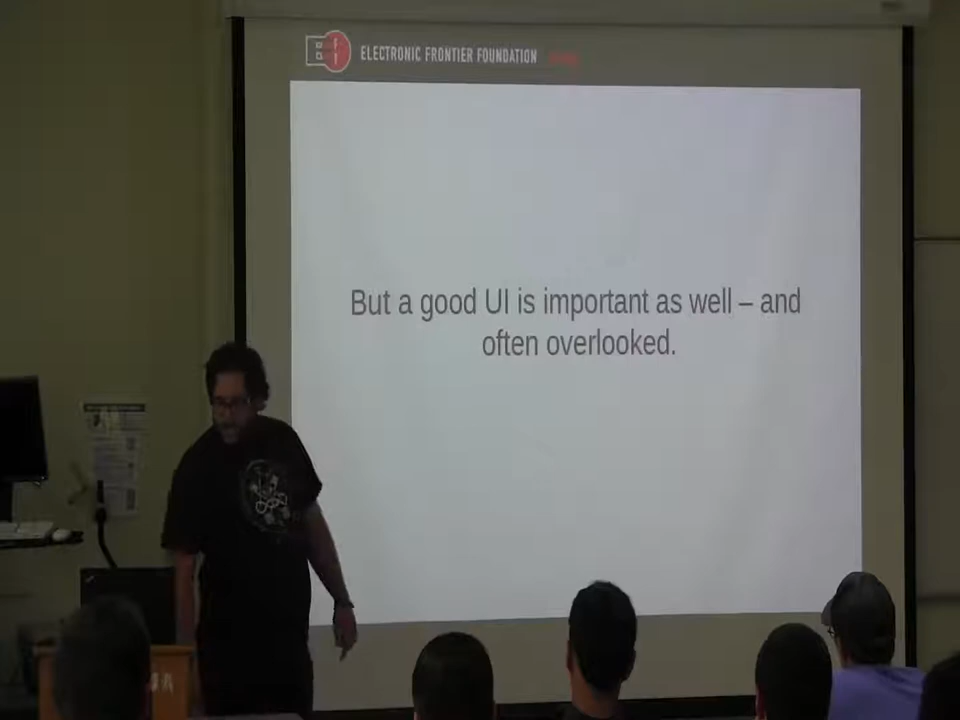 ELECTRONIC FRONTIER FOUNDATION
But a good UI is important as well – and
often overlooked.